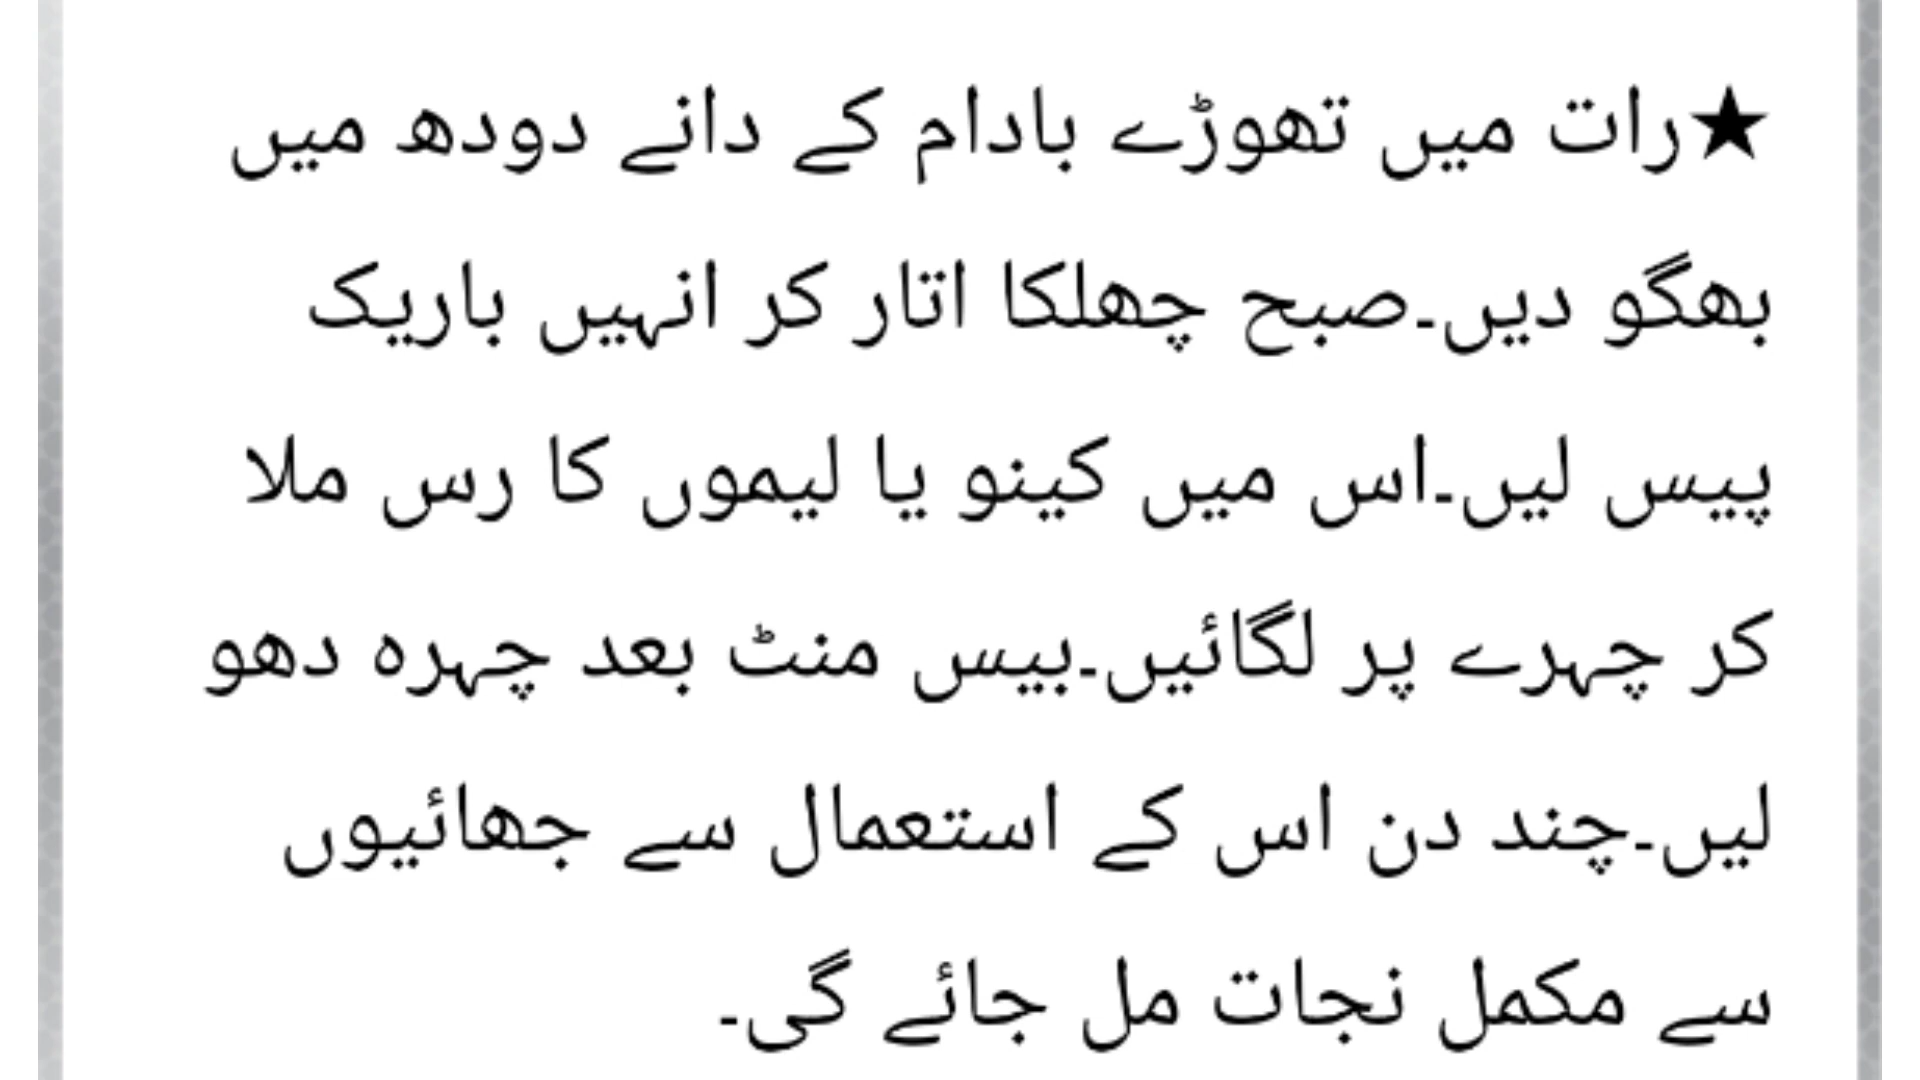 ★رات میں تھوڑے بادام کے دانے دودھ میں
بھگو دیں۔صبح چھلکا اتار کر انہیں باریک
پیس لیں۔اس میں کینو یا لیموں کا رس ملا
کر چہرے پر لگائیں۔بیس منٹ بعد چہرہ دھو
لیں۔چند دن اس کے استعمال سے جھائیوں
سے مکمل نجات مل جائے گی۔